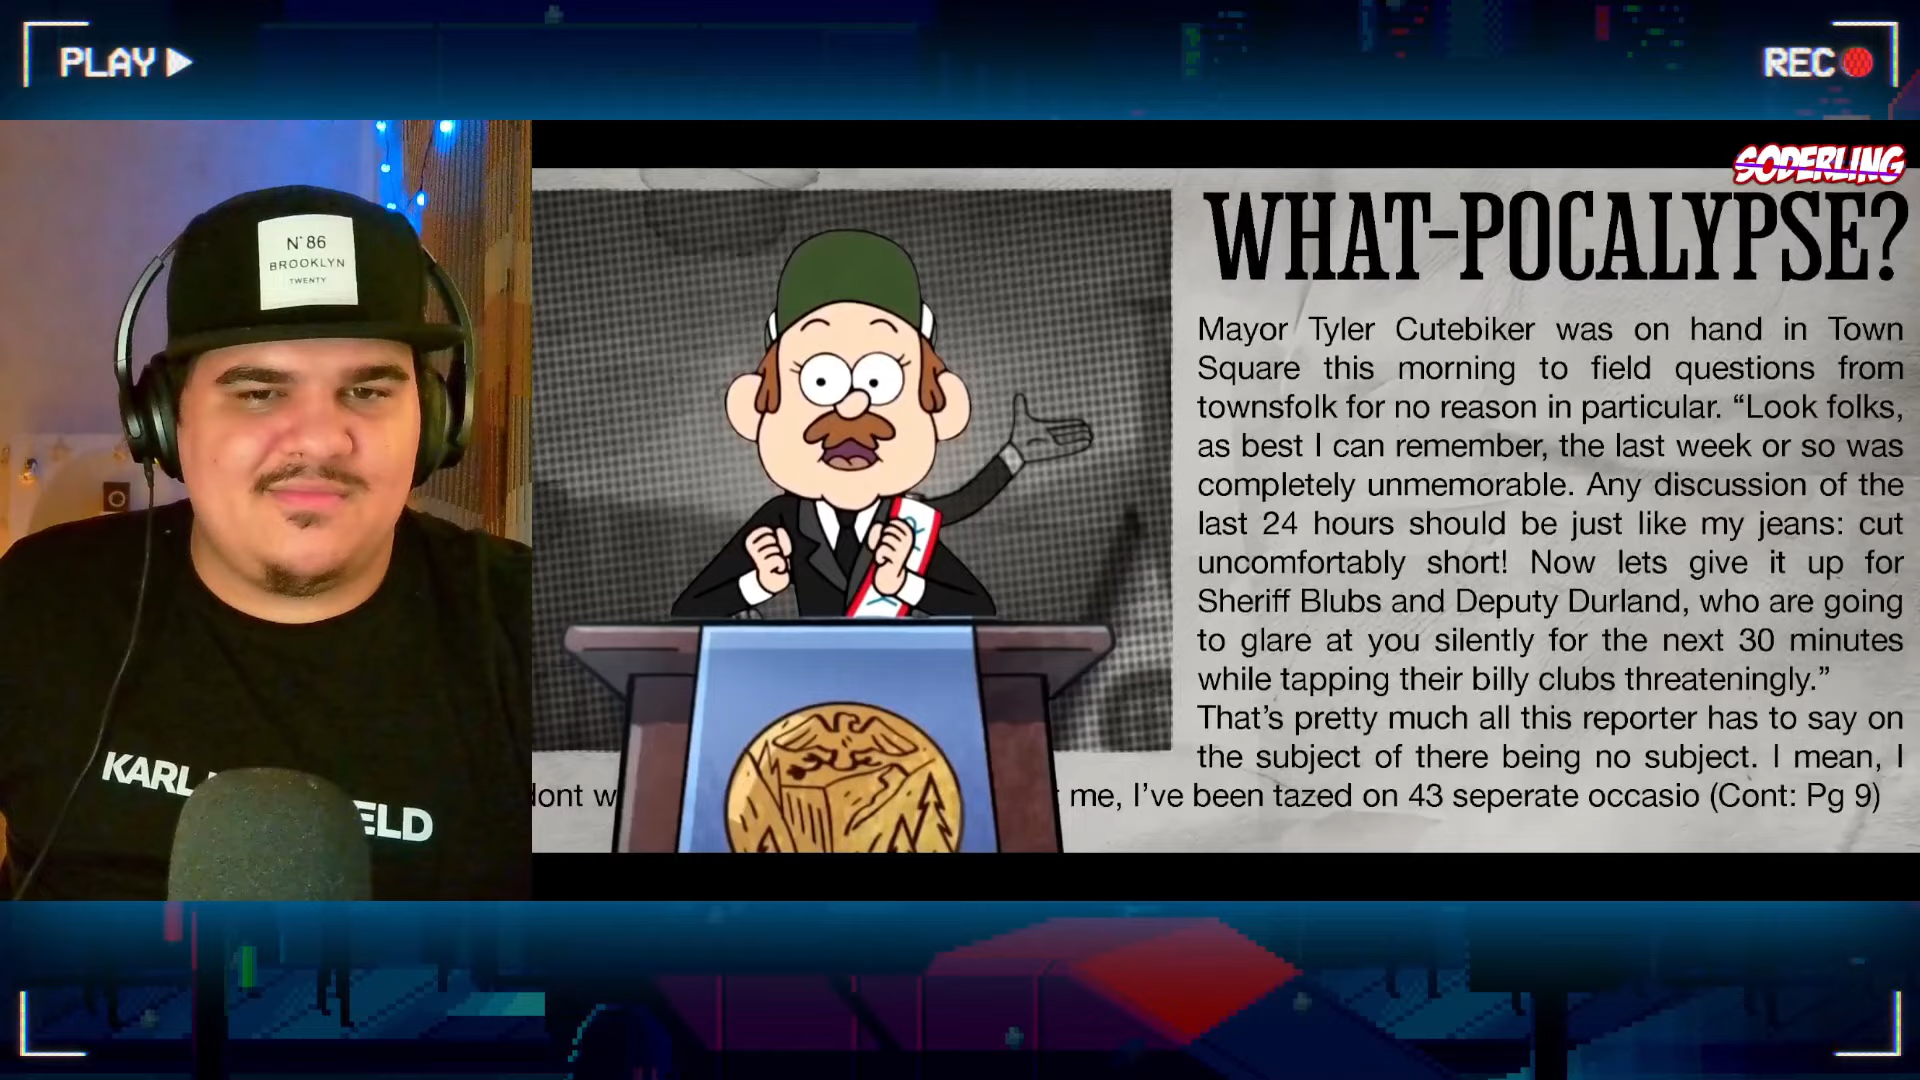 PLAY
REC
SODERLING
N°86
BROOKLYN
TWENTY
KARL
ELD
WHAT-POCALYPSE?
Mayor Tyler Cutebiker was on hand in Town
Square this morning to field questions from
townsfolk for no reason in particular. “Look folks,
as best I can remember, the last week or so was
completely unmemorable. Any discussion of the
last 24 hours should be just like my jeans: cut
uncomfortably short! Now lets give it up for
Sheriff Blubs and Deputy Durland, who are going
to glare at you silently for the next 30 minutes
while tapping their billy clubs threateningly.”
That’s pretty much all this reporter has to say on
the subject of there being no subject. I mean, I
dont w me, I’ve been tazed on 43 seperate occasio (Cont: Pg 9)